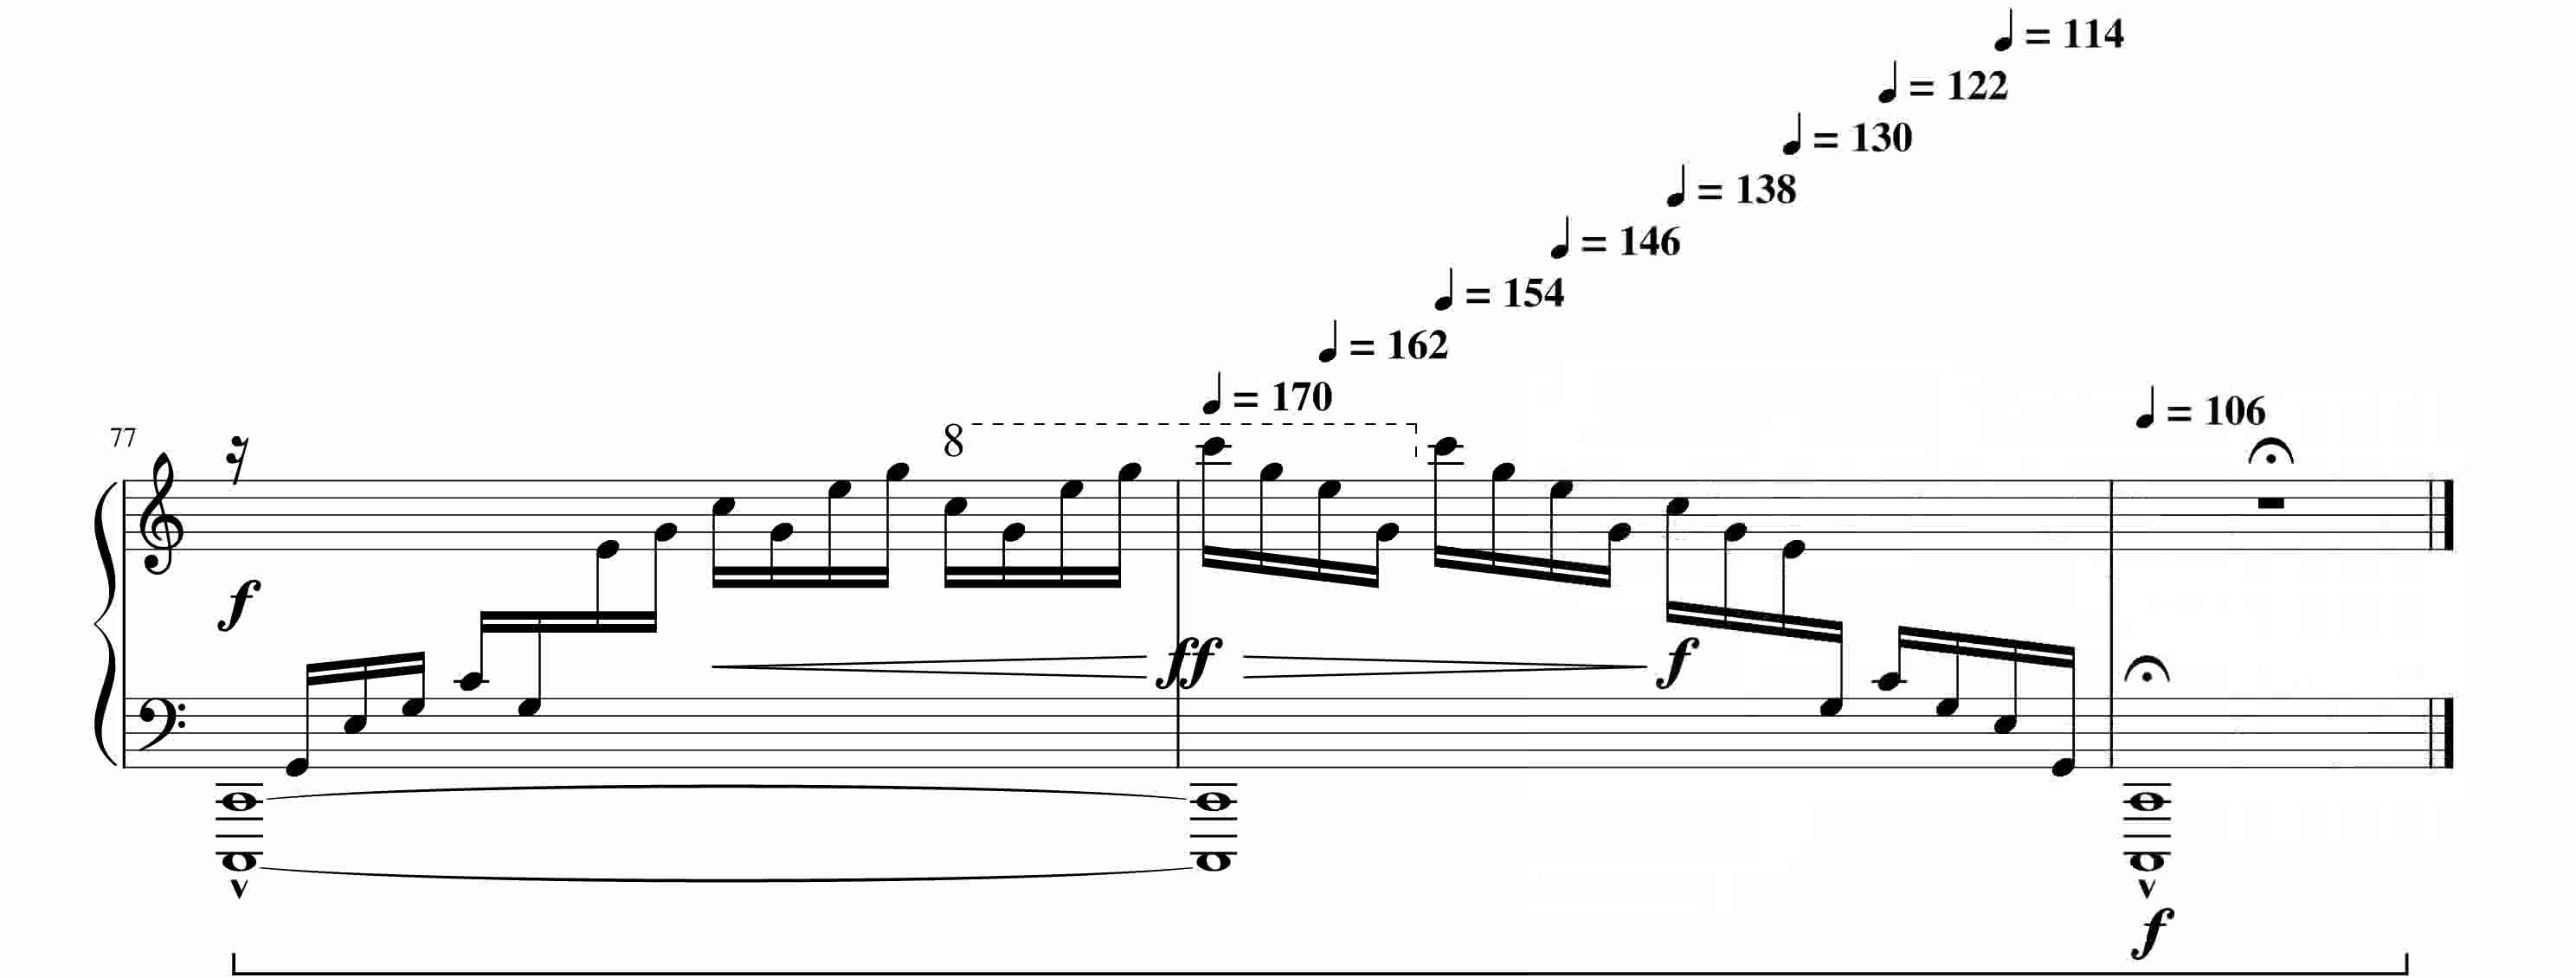 = 114
= 122
= 130
= 138
= 146
= 154
= 162
= 170
= 106
77
8
f
ff
f
f